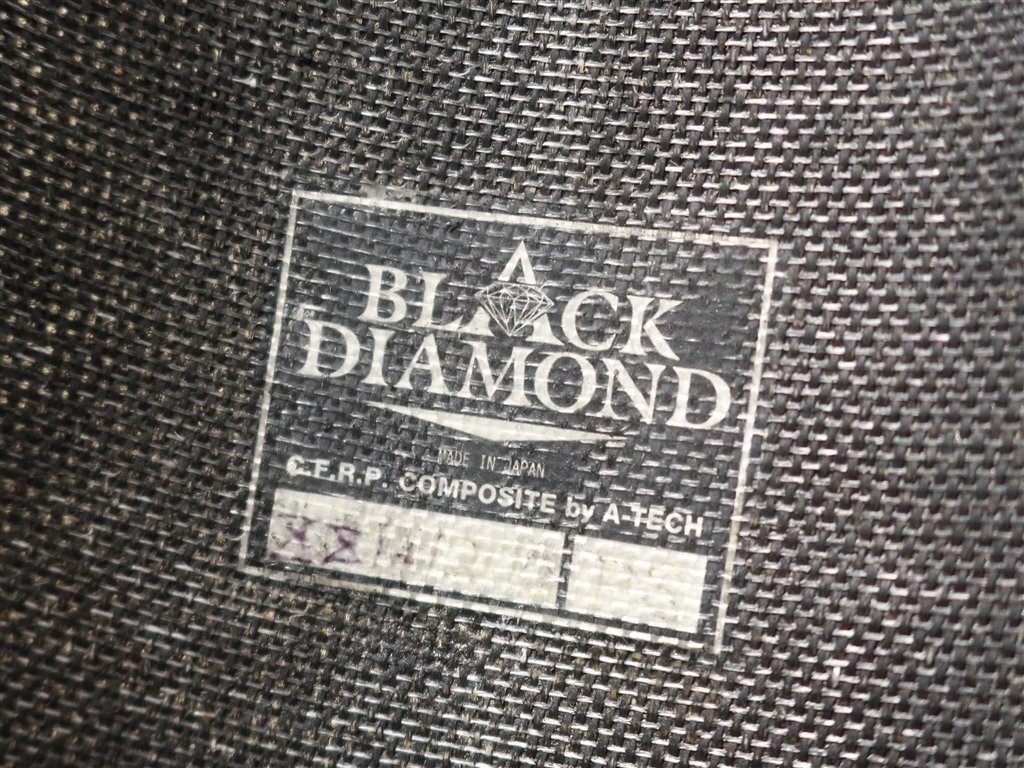 BLACK
DIAMOND
MADE IN JAPAN
C.F.R.P. COMPOSITE by A-TECH